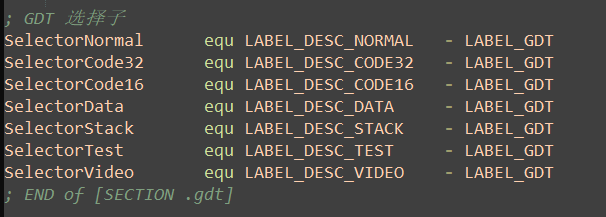 ; GDT 选择子
SelectorNormal equ LABEL_DESC_NORMAL - LABEL_GDT
SelectorCode32 equ LABEL_DESC_CODE32 - LABEL_GDT
SelectorCode16 equ LABEL_DESC_CODE16 - LABEL_GDT
SelectorData equ LABEL_DESC_DATA - LABEL_GDT
SelectorStack equ LABEL_DESC_STACK - LABEL_GDT
SelectorTest equ LABEL_DESC_TEST - LABEL_GDT
SelectorVideo equ LABEL_DESC_VIDEO - LABEL_GDT
; END of [SECTION .gdt]